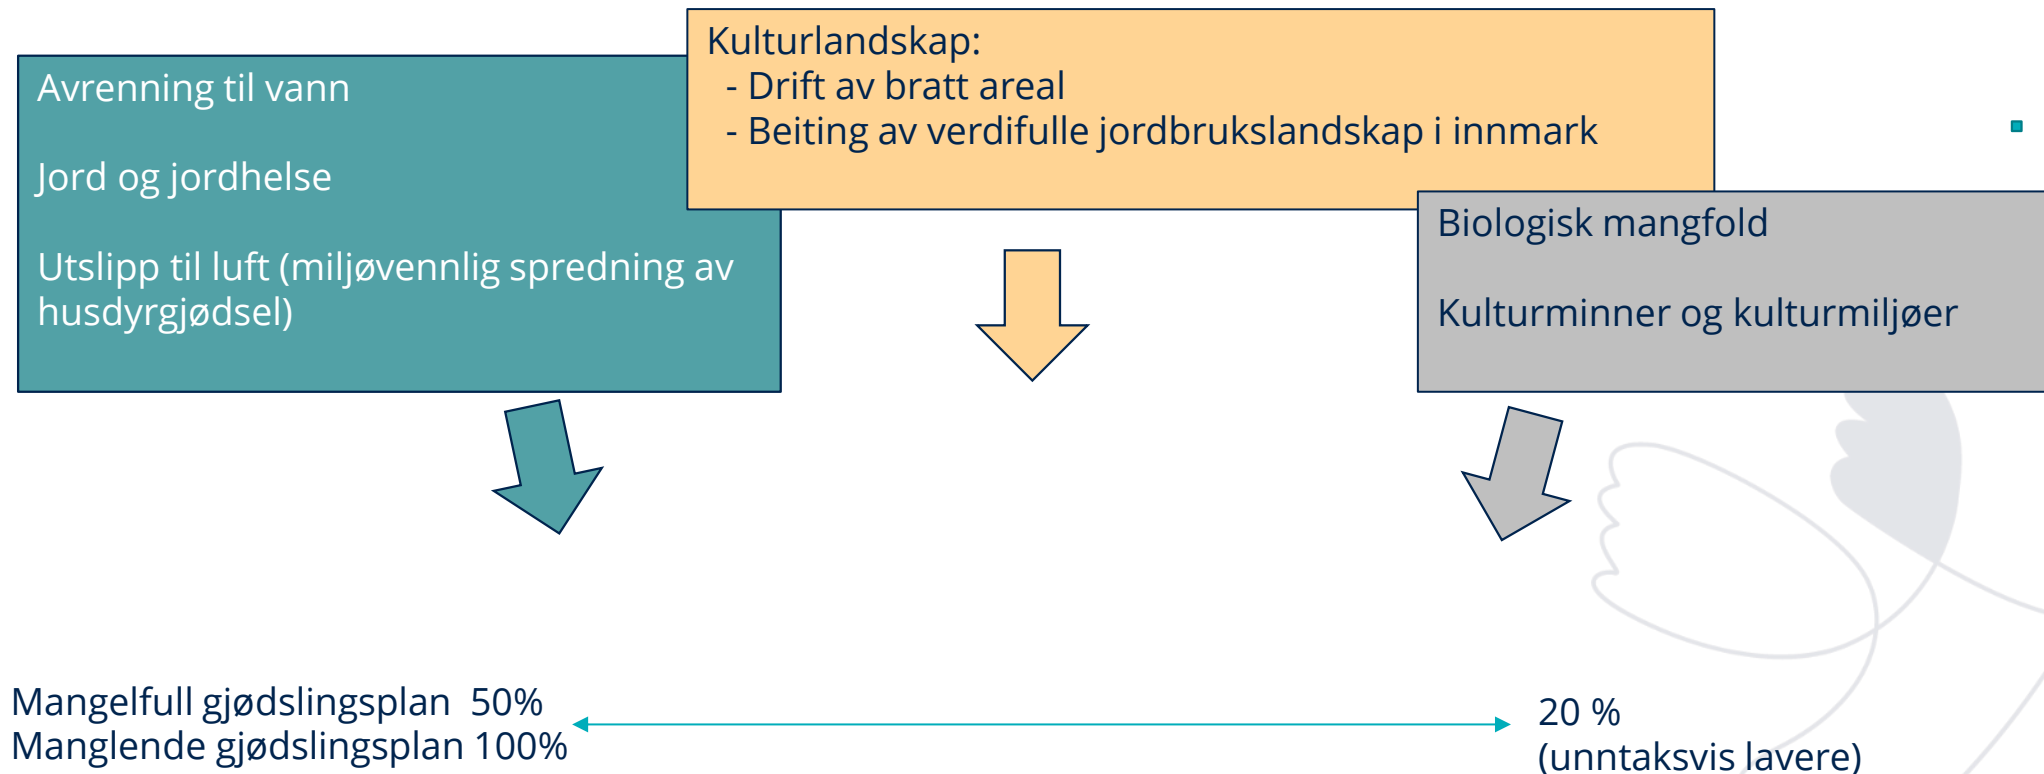 Avrenning til vann
Jord og jordhelse
Utslipp til luft (miljøvennlig spredning av
husdyrgjødsel)
Kulturlandskap:
- Drift av bratt areal
- Beiting av verdifulle jordbrukslandskap i innmark
Biologisk mangfold
Kulturminner og kulturmiljøer
Mangelfull gjødslingsplan 50%
Manglende gjødslingsplan 100%
20 %
(unntaksvis lavere)